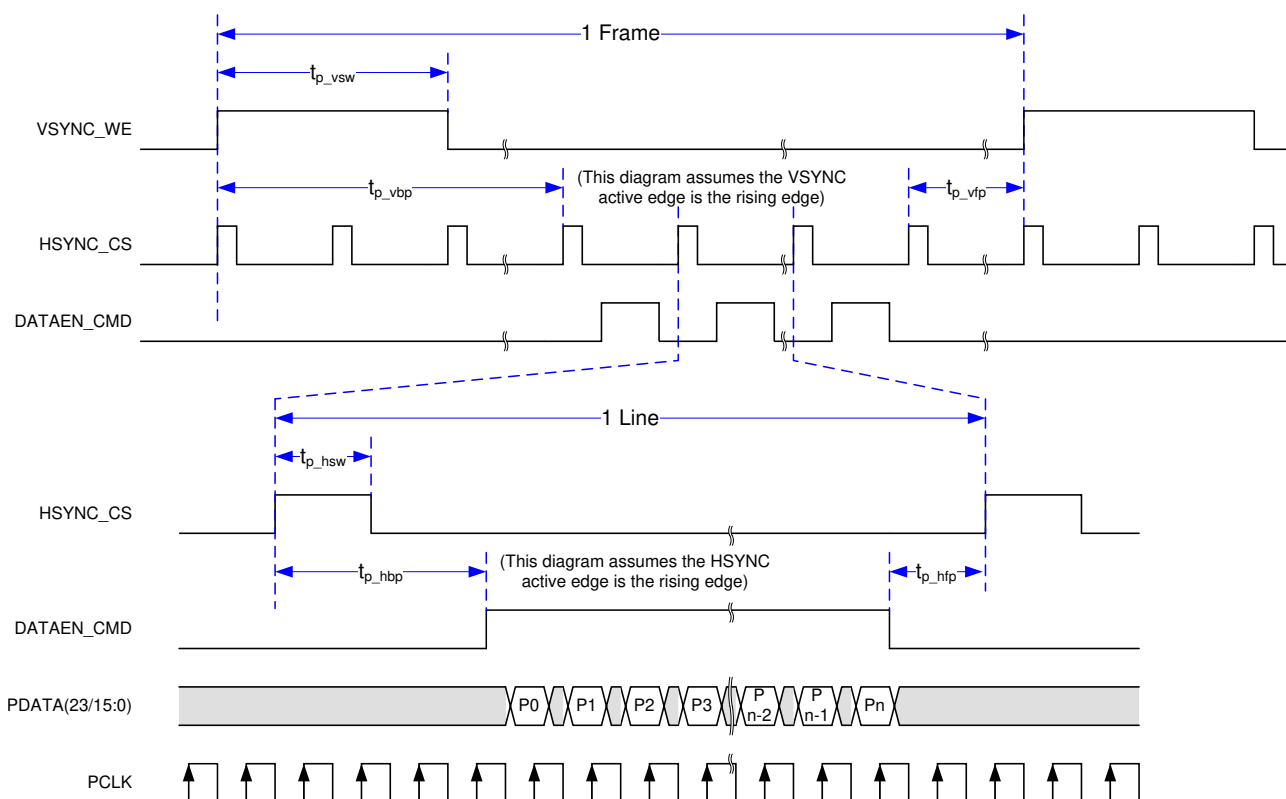 1 Frame
tp_vsw
VSYNC_WE
tp_vbp
(This diagram assumes the VSYNC
active edge is the rising edge)
tp_vfp
HSYNC_CS
DATAEN_CMD
1 Line
tp_hsw
HSYNC_CS
tp_hbp
(This diagram assumes the HSYNC
active edge is the rising edge)
tp_hfp
DATAEN_CMD
PDATA(23/15:0)
P0
P1
P2
P3
P
n-2
P
n-1
Pn
PCLK